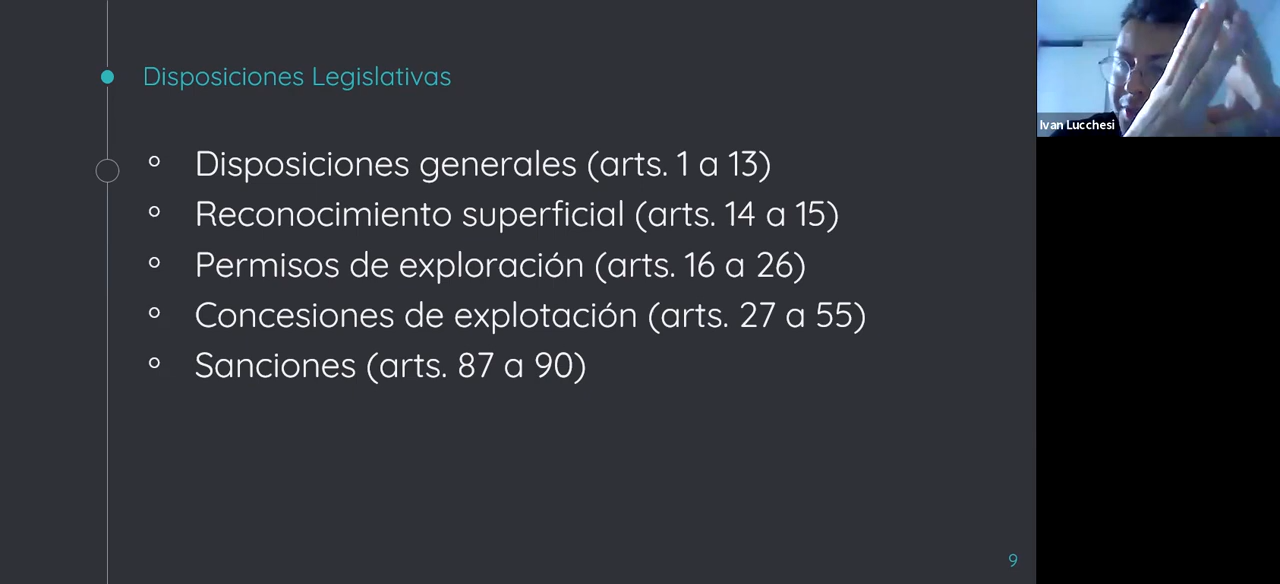 Disposiciones Legislativas
Disposiciones generales (arts. 1 a 13)
Reconocimiento superficial (arts. 14 a 15)
Permisos de exploración (arts. 16 a 26)
Concesiones de explotación (arts. 27 a 55)
Sanciones (arts. 87 a 90)
9
Ivan Lucchesi